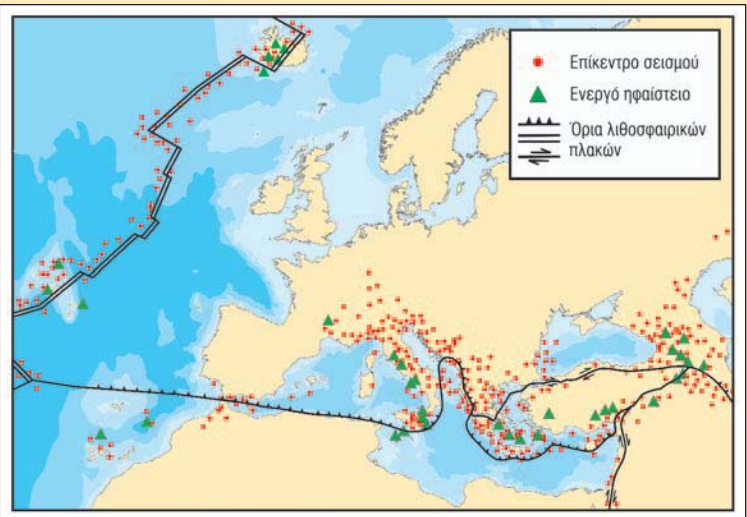 Επίκεντρο σεισμού
Ενεργό ηφαίστειο
Όρια λιθοσφαιρικών
πλακών